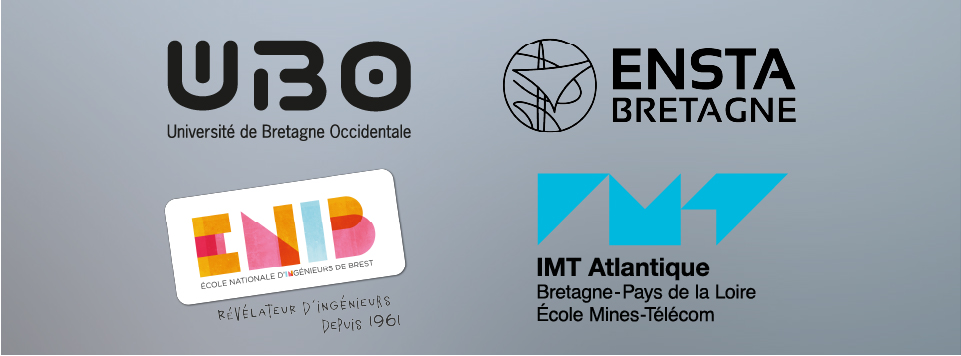 UBO
Université de Bretagne Occidentale
ENSTA
BRETAGNE
ENIB
ÉCOLE NATIONALE D'INGÉNIEURS DE BREST
RÉVÉLATEUR D'INGÉNIEURS
DEPUIS 1961
IMT Atlantique
Bretagne-Pays de la Loire
École Mines-Télécom